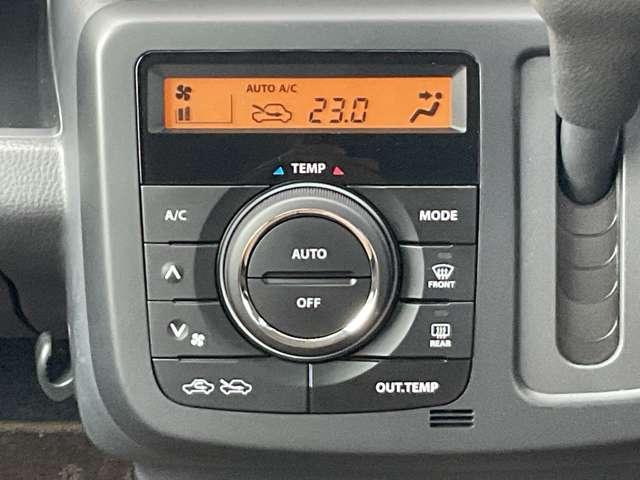 AUTO A/C
23.0
TEMP
A/C
MODE
AUTO
OFF
FRONT
REAR
OUT.TEMP